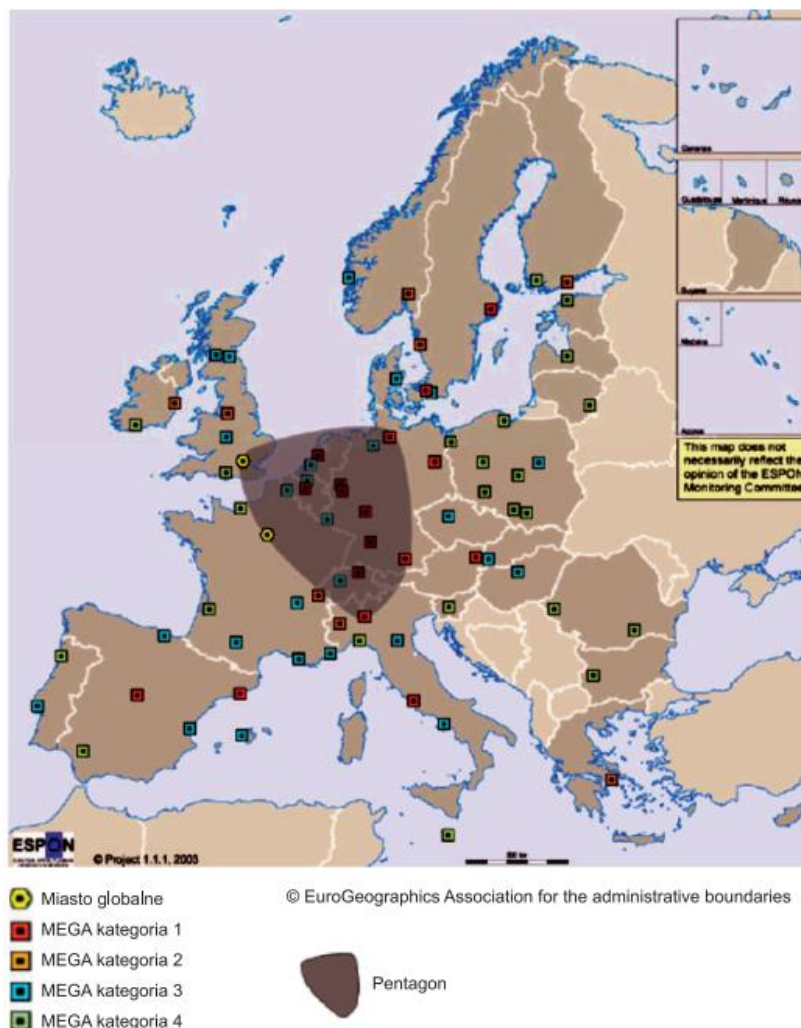 Canarias
Guadeloupe Martinique Réunion
Guyane
Madeira
Açores
This map does not
necessarily reflect the
opinion of the ESPON
Monitoring Committee
ESPON
© Project 1.1.1, 2003
Miasto globalne
© EuroGeographics Association for the administrative boundaries
MEGA kategoria 1
MEGA kategoria 2
Pentagon
MEGA kategoria 3
MEGA kategoria 4